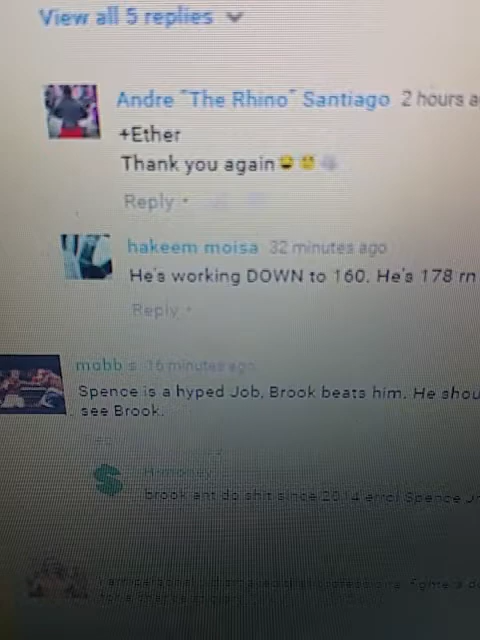 View all 5 replies
Andre "The Rhino" Santiago 2 hours a
+Ether
Thank you again
Reply •
hakeem moisa 32 minutes ago
He's working DOWN to 160. He's 178 rn
Reply •
mobb s 16 minutes ago
Spence is a hyped Job, Brook beats him. He shou
see Brook.
brook ant do shit since 2014 Spence J